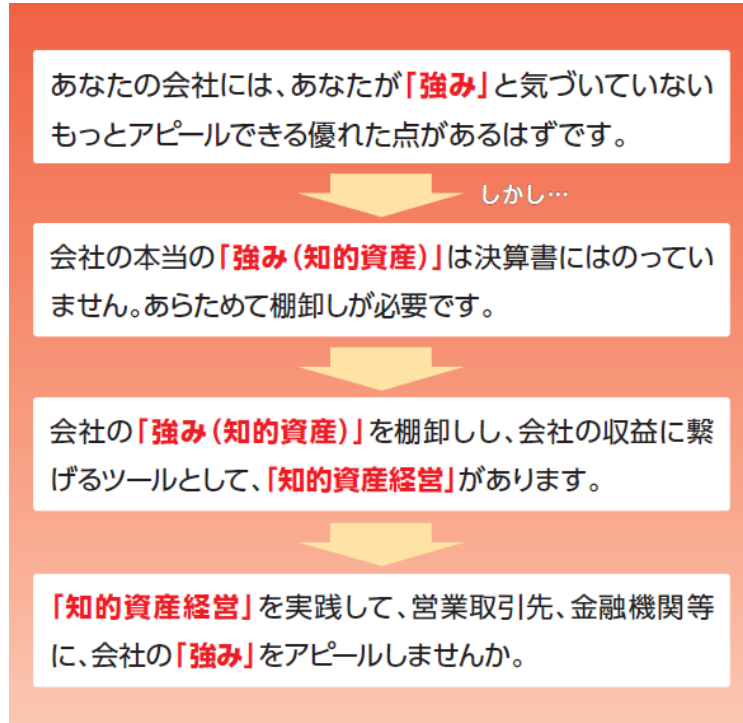 あなたの会社には、あなたが「強み」と気づいていない
もっとアピールできる優れた点があるはずです。
しかし…
会社の本当の「強み（知的資産）」は決算書にはのってい
ません。あらためて棚卸しが必要です。
会社の「強み（知的資産）」を棚卸しし、会社の収益に繋
げるツールとして、「知的資産経営」があります。
「知的資産経営」を実践して、営業取引先、金融機関等
に、会社の「強み」をアピールしませんか。